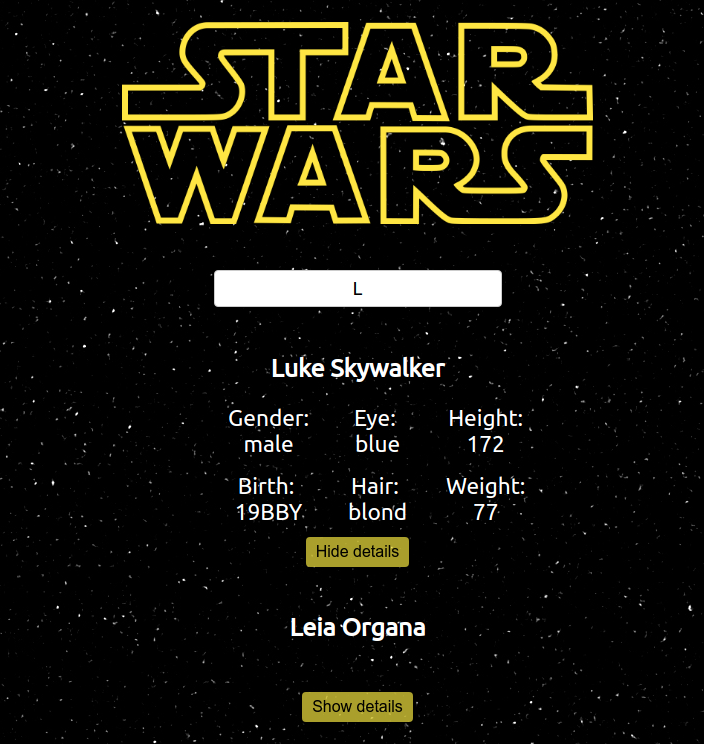 STAR
WARS
L
Luke Skywalker
Gender: Eye: Height:
male blue 172
Birth: Hair: Weight:
19BBY blond 77
Hide details
Leia Organa
Show details